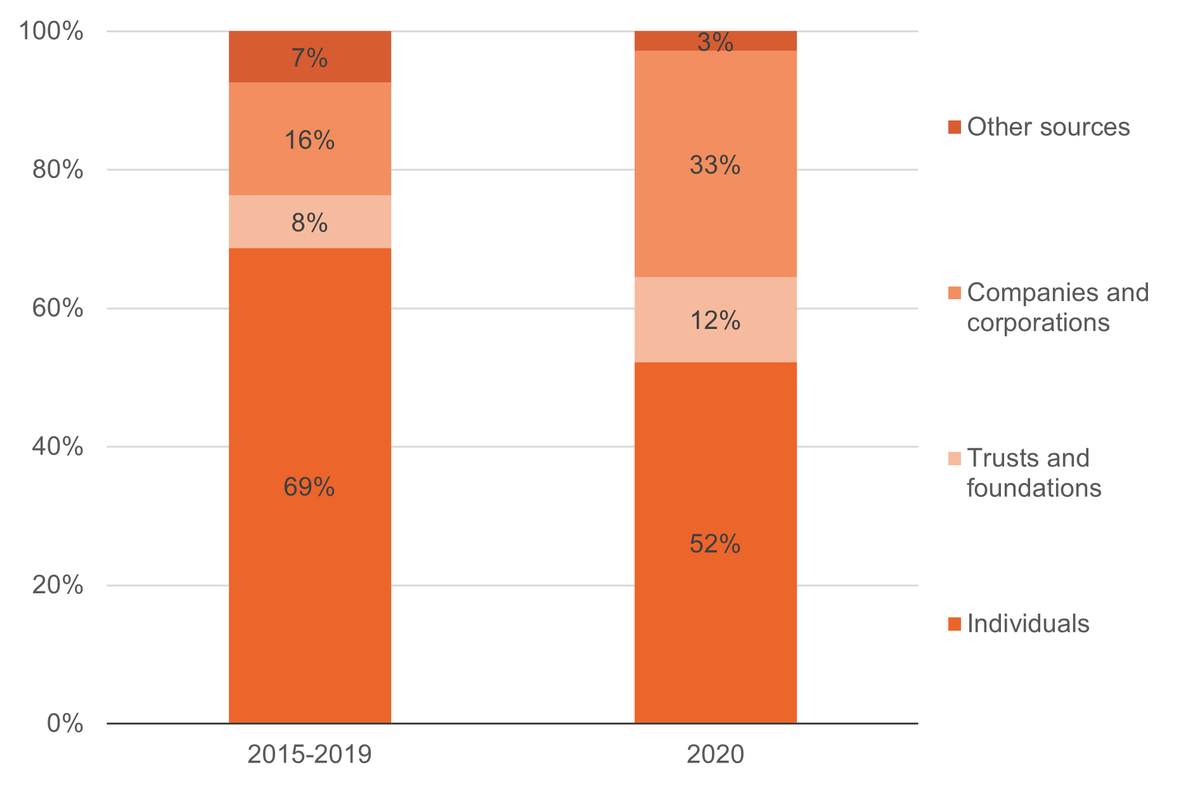 100%
80%
60%
40%
20%
0%
7%
16%
8%
69%
3%
33%
12%
52%
2015-2019
2020
Other sources
Companies and
corporations
Trusts and
foundations
Individuals